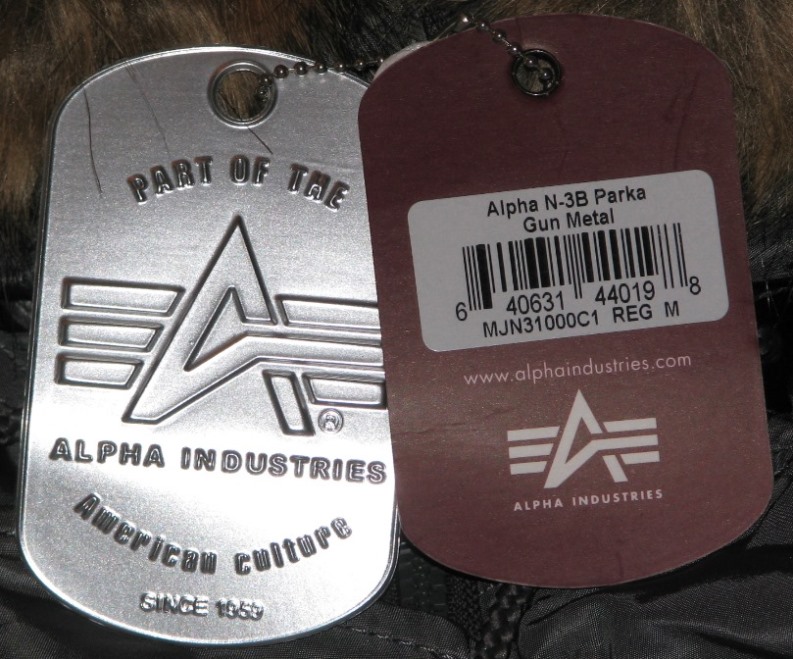 PART OF THE
®
ALPHA INDUSTRIES
American culture
SINCE 1959
Alpha N-3B Parka
Gun Metal
6 40631 44019 8
MJN31000C1 REG M
www.alphaindustries.com
ALPHA INDUSTRIES